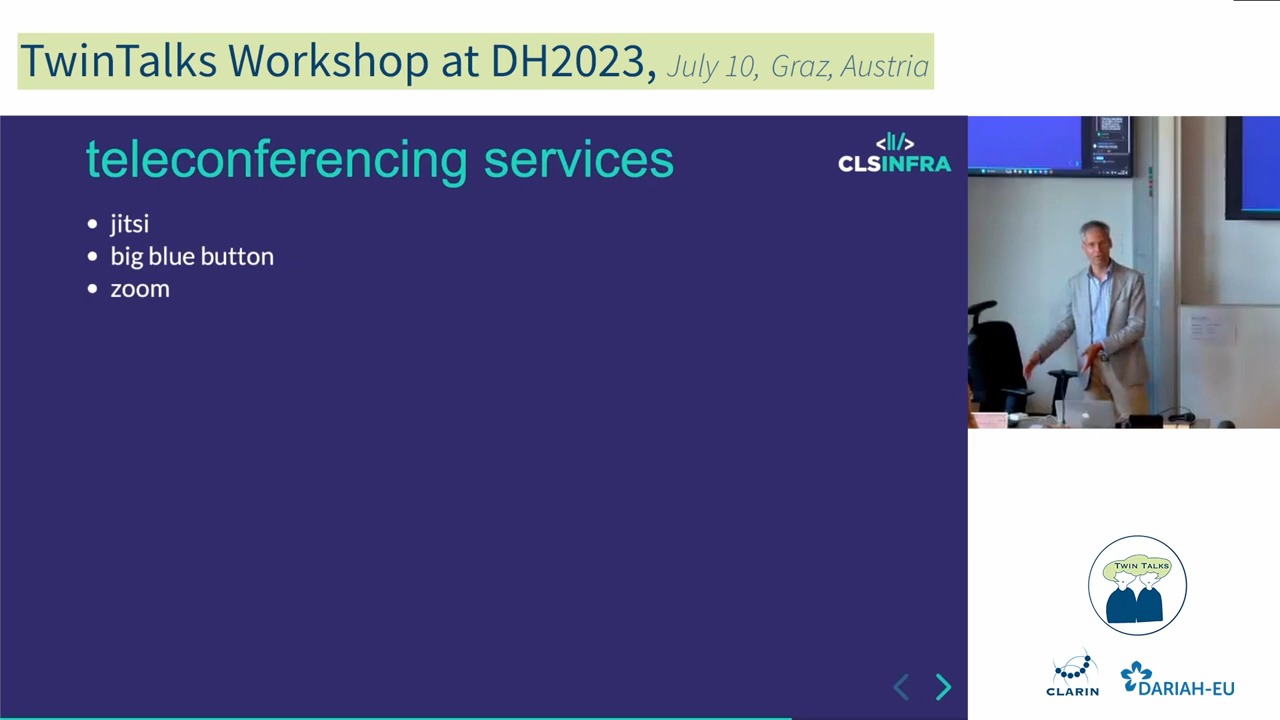 TwinTalks Workshop at DH2023, July 10, Graz, Austria
teleconferencing services
</>
CLSINFRA
• jitsi
• big blue button
• zoom
TWIN TALKS
CLARIN
DARIAH-EU